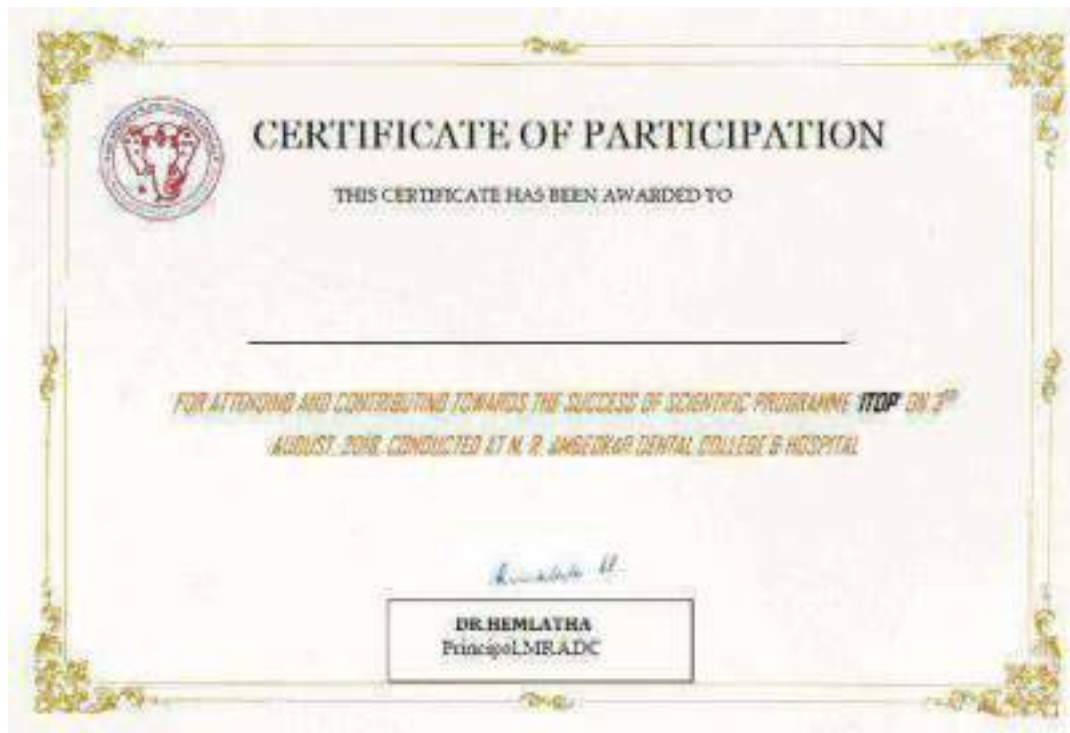 CERTIFICATE OF PARTICIPATION
THIS CERTIFICATE HAS BEEN AWARDED TO
FOR ATTENDING AND CONTRIBUTING TOWARDS THE SUCCESS OF SCIENTIFIC PROGRAMME 'ITOP' ON 3RD
AUGUST, 2018, CONDUCTED AT M. R. AMBEDKAR DENTAL COLLEGE & HOSPITAL
DR.HEMLATHA
Principal,MRADC